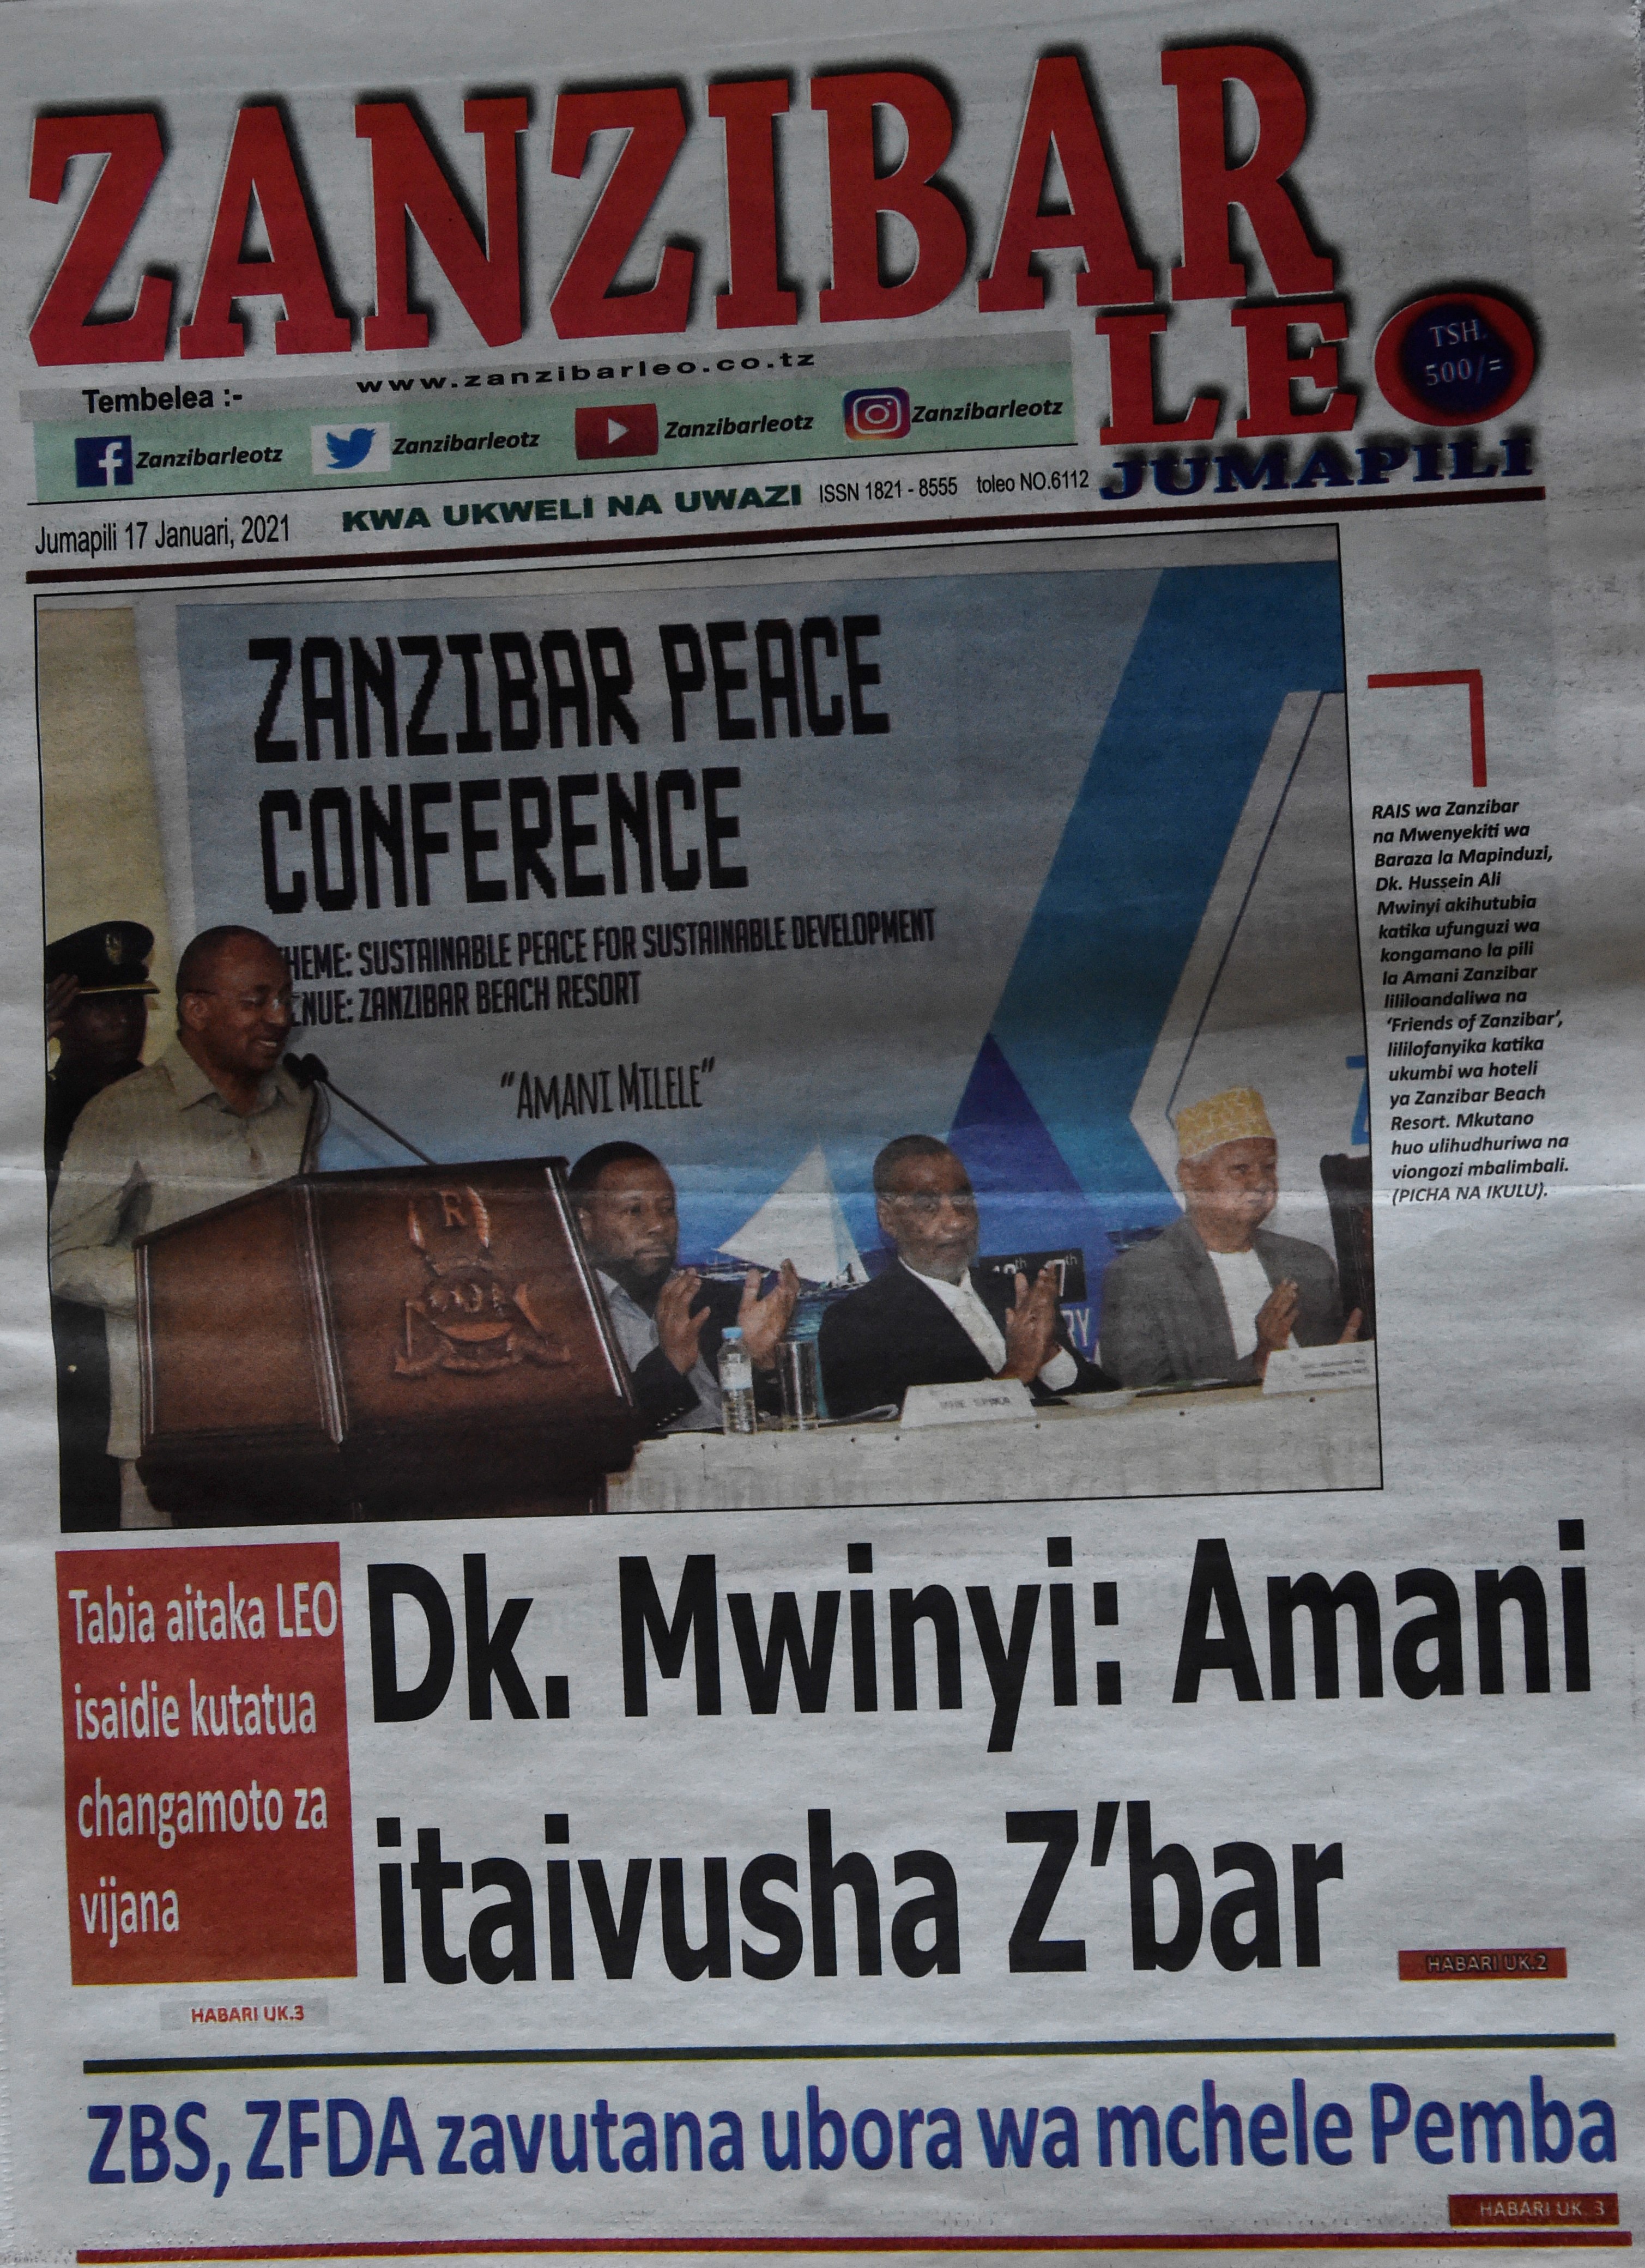 ZANZIBAR
LEO
TSH.
500/=
JUMAPILI
Tembelea :-
www.zanzibarleo.co.tz
Zanzibarleotz
Zanzibarleotz
Zanzibarleotz
Zanzibarleotz
Jumapili 17 Januari, 2021
KWA UKWELI NA UWAZI
ISSN 1821 - 8555 toleo NO.6112
ZANZIBAR PEACE
CONFERENCE
HEME: SUSTAINABLE PEACE FOR SUSTAINABLE DEVELOPMENT
ENUE: ZANZIBAR BEACH RESORT
"AMANI MILELE"
R
MHE SPIKA
RAIS wa Zanzibar
na Mwenyekiti wa
Baraza la Mapinduzi,
Dk. Hussein Ali
Mwinyi akihutubia
katika ufunguzi wa
kongamano la pili
la Amani Zanzibar
lililoandaliwa na
'Friends of Zanzibar',
lililofanyika katika
ukumbi wa hoteli
ya Zanzibar Beach
Resort. Mkutano
huo ulihudhuriwa na
viongozi mbalimbali.
(PICHA NA IKULU).
Tabia aitaka LEO
isaidie kutatua
changamoto za
vijana
HABARI UK.3
Dk. Mwinyi: Amani
itaivusha Z'bar
HABARI UK.2
ZBS, ZFDA zavutana ubora wa mchele Pemba
HABARI UK. 3